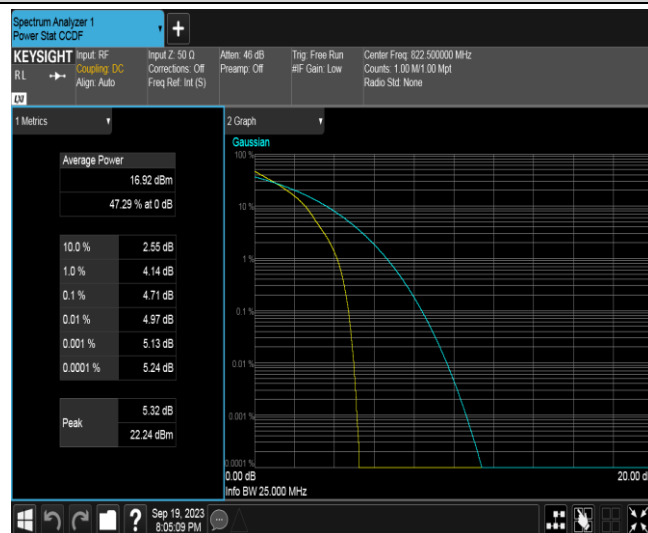 Spectrum Analyzer 1
Power Stat CCDF
+
KEYSIGHT
RL
LXI
Input: RF
Coupling: DC
Align: Auto
Input Z: 50 Ω
Corrections: Off
Freq Ref: Int (S)
Atten: 46 dB
Preamp: Off
Trig: Free Run
#IF Gain: Low
Center Freq: 822.500000 MHz
Counts: 1.00 M/1.00 Mpt
Radio Std: None
1 Metrics
Average Power
16.92 dBm
47.29 % at 0 dB
10.0 % 2.55 dB
1.0 % 4.14 dB
0.1 % 4.71 dB
0.01 % 4.97 dB
0.001 % 5.13 dB
0.0001 % 5.24 dB
Peak
5.32 dB
22.24 dBm
2 Graph
Gaussian
100 %
10 %
1 %
0.1 %
0.01 %
0.001 %
0.0001 %
0.00 dB
20.00 d
Info BW 25.000 MHz
?
Sep 19, 2023
8:05:09 PM